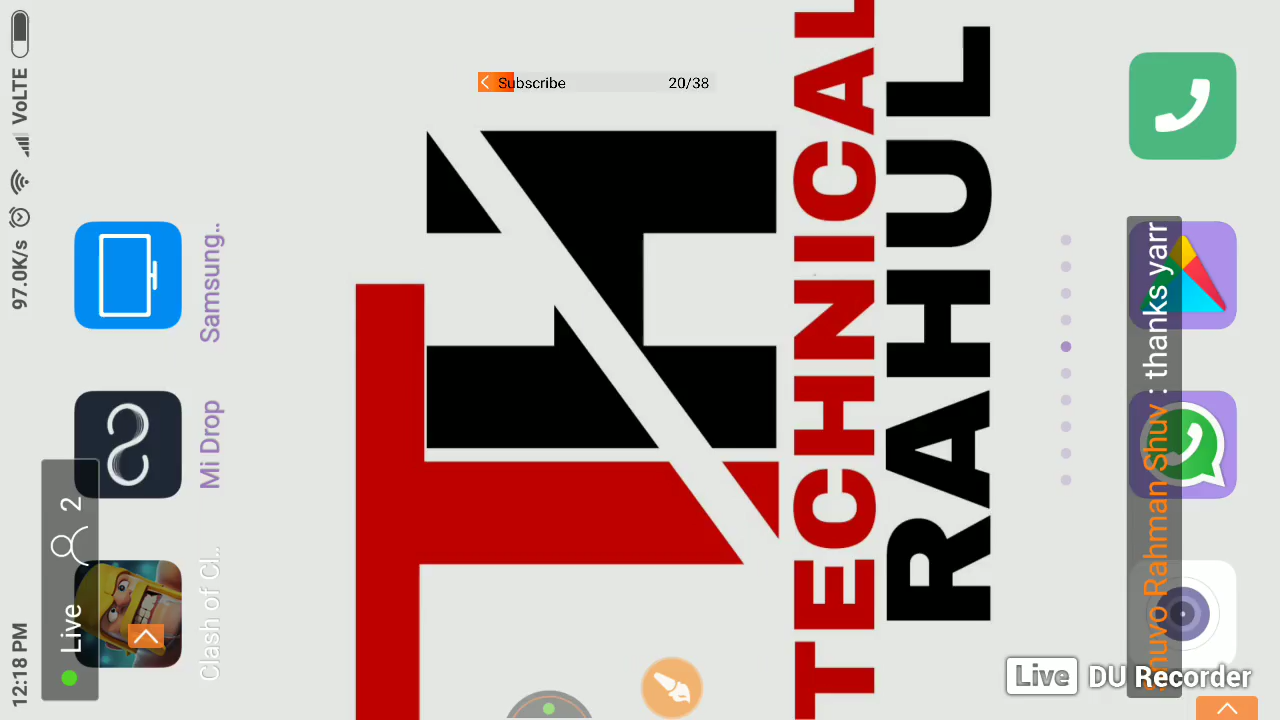 12:18 PM
97.0K/s
VoLTE
Live 2
Samsung..
Mi Drop
Clash of Cl..
Subscribe 20/38
TECHNICAL
RAHUL
Shuvo Rahman Shuv : thanks yarr
Live DU Recorder